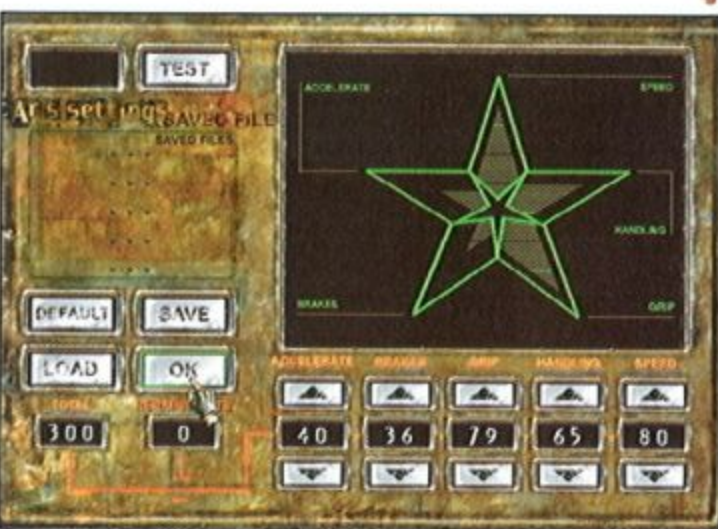 TEST
SAVED FILE
SAVED FILES
ACCELERATE SPEED
HANDLING
BRAKES GRIP
DEFAULT SAVE
LOAD OK
ACCELERATE BRAKES GRIP HANDLING SPEED
TOTAL
300 0 40 36 79 65 80